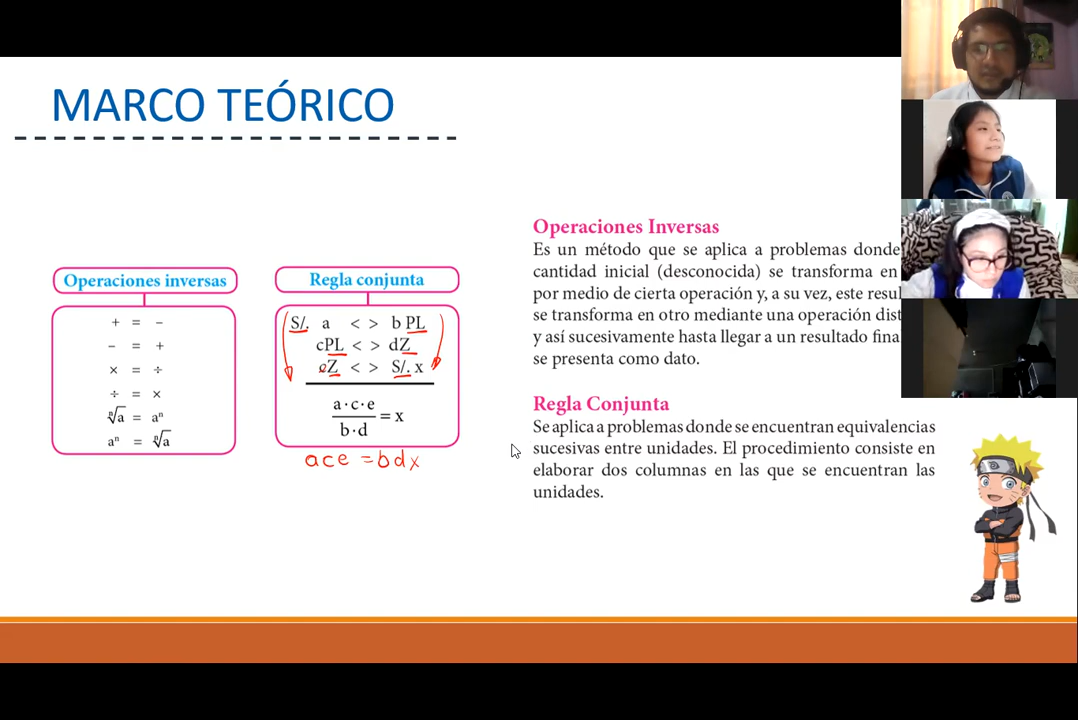 MARCO TEÓRICO
Operaciones inversas
+ = −
− = +
× = ÷
÷ = ×
ⁿ√a = aⁿ
aⁿ = ⁿ√a
Regla conjunta
S/. a < > b PL
cPL < > dZ
eZ < > S/. x
a·c·e
b·d
= x
ace = bdx
Operaciones Inversas
Es un método que se aplica a problemas donde
cantidad inicial (desconocida) se transforma en
por medio de cierta operación y, a su vez, este
se transforma en otro mediante una operación
y así sucesivamente hasta llegar a un resultado
se presenta como dato.
Regla Conjunta
Se aplica a problemas donde se encuentran equivalencias
sucesivas entre unidades. El procedimiento consiste en
elaborar dos columnas en las que se encuentran las
unidades.